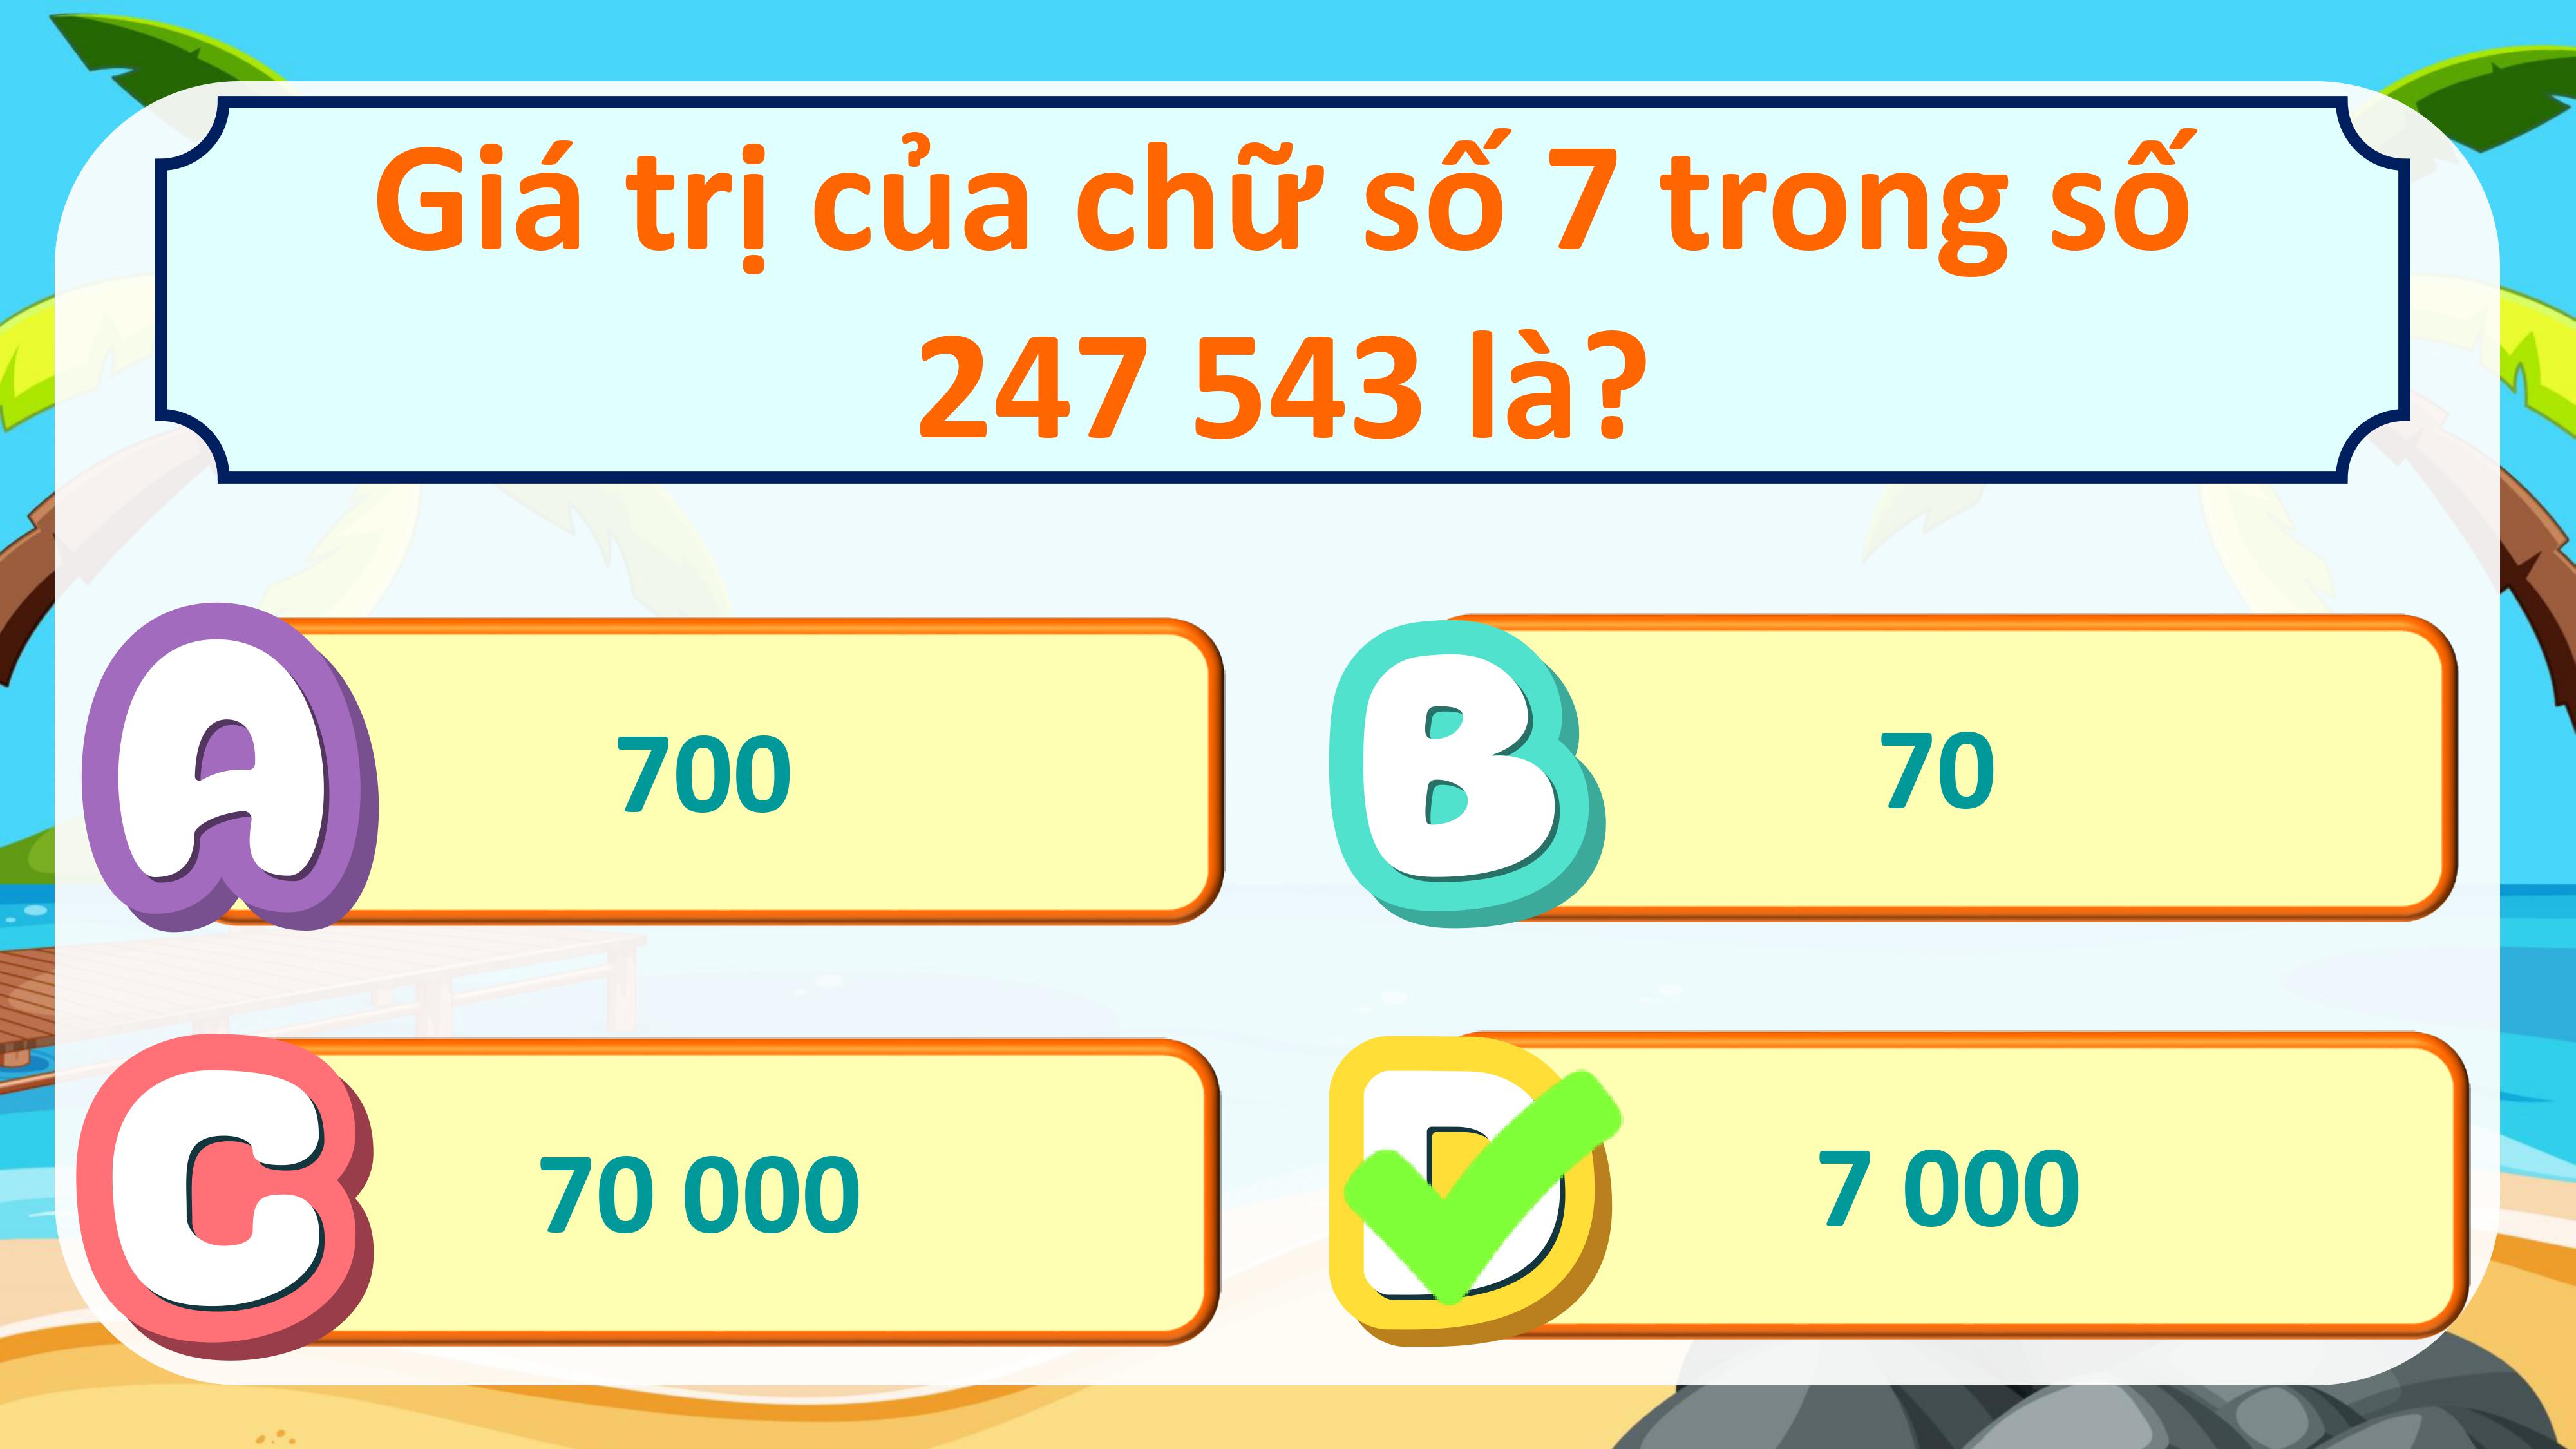 Giá trị của chữ số 7 trong số
247 543 là?
A 700
B 70
C 70 000
D 7 000